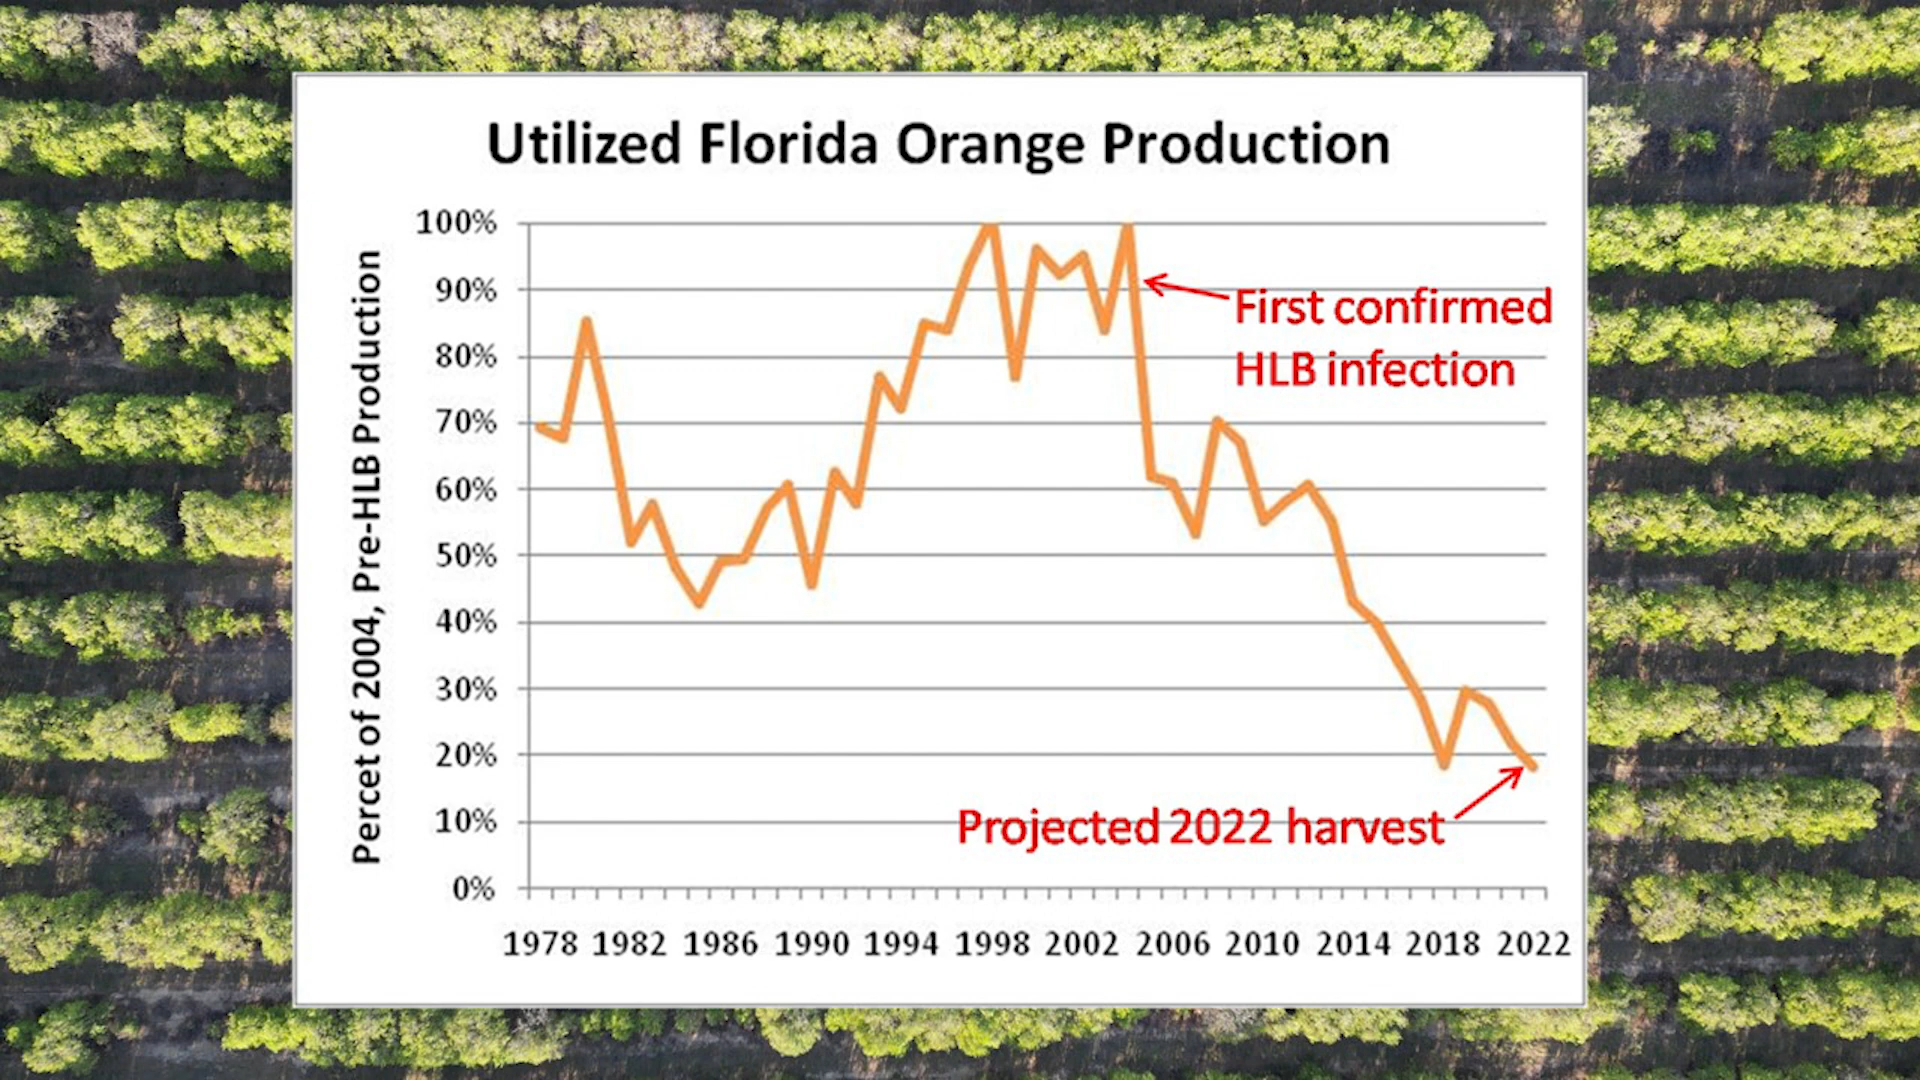 Utilized Florida Orange Production
Percet of 2004, Pre-HLB Production
100%
90%
80%
70%
60%
50%
40%
30%
20%
10%
0%
First confirmed
HLB infection
Projected 2022 harvest
1978 1982 1986 1990 1994 1998 2002 2006 2010 2014 2018 2022